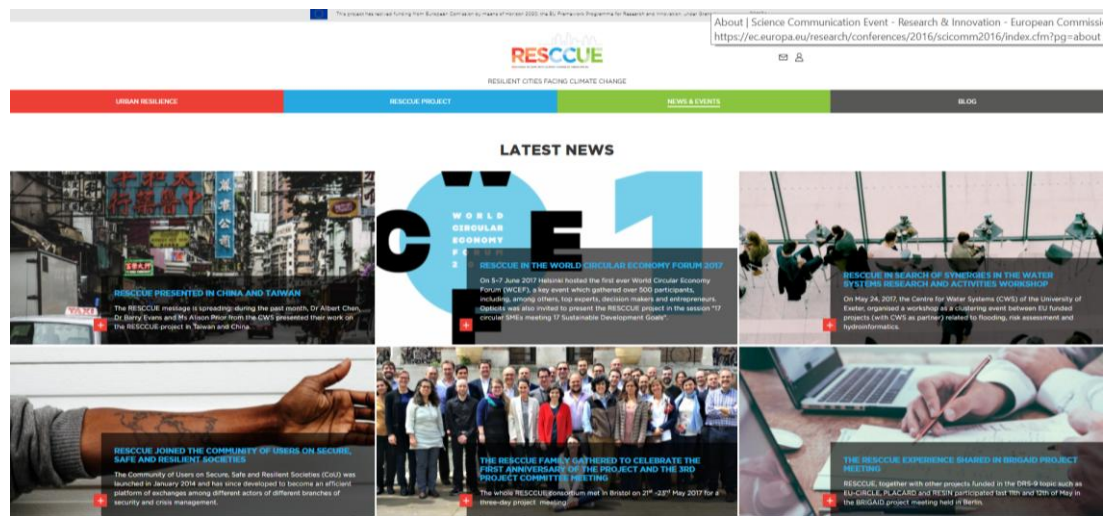 This project has received funding from European Comission by means of Horizon 2020, the EU Framework Programme for Research and Innovation, under Grant
About | Science Communication Event - Research & Innovation - European Commissi
https://ec.europa.eu/research/conferences/2016/scicomm2016/index.cfm?pg=about
RESCCUE
RESILIENT CITIES FACING CLIMATE CHANGE
URBAN RESILIENCE
RESCCUE PROJECT
NEWS & EVENTS
BLOG
LATEST NEWS
TAXI
RESCCUE PRESENTED IN CHINA AND TAIWAN
The RESCCUE message is spreading: during the past month, Dr Albert Chen,
Dr Barry Evans and Ms Alison Prior from the CWS presented their work on
the RESCCUE project in Taiwan and China.
WORLD
CIRCULAR
ECONOMY
RESCCUE IN THE WORLD CIRCULAR ECONOMY FORUM 2017
On 5-7 June 2017 Helsinki hosted the first ever World Circular Economy
Forum (WCEF), a key event which gathered over 500 participants,
including, among others, top experts, decision makers and entrepreneurs.
Opticits was also invited to present the RESCCUE project in the session "17
circular SMEs meeting 17 Sustainable Development Goals".
RESCCUE IN SEARCH OF SYNERGIES IN THE WATER
SYSTEMS RESEARCH AND ACTIVITIES WORKSHOP
On May 24, 2017, the Centre for Water Systems (CWS) of the University of
Exeter, organised a workshop as a clustering event between EU funded
projects (with CWS as partner) related to flooding, risk assessment and
hydroinformatics.
RESCCUE JOINED THE COMMUNITY OF USERS ON SECURE,
SAFE AND RESILIENT SOCIETIES
The Community of Users on Secure, Safe and Resilient Societies (CoU) was
launched in January 2014 and has since developed to become an efficient
platform of exchanges among different actors of different branches of
security and crisis management.
THE RESCCUE FAMILY GATHERED TO CELEBRATE THE
FIRST ANNIVERSARY OF THE PROJECT AND THE 3RD
PROJECT COMMITTEE MEETING
The whole RESCCUE consortium met in Bristol on 21st -23rd May 2017 for a
three-day project meeting.
THE RESCCUE EXPERIENCE SHARED IN BRIGAID PROJECT
MEETING
RESCCUE, together with other projects funded in the DRS-9 topic such as
EU-CIRCLE, PLACARD and RESIN participated last 11th and 12th of May in
the BRIGAID project meeting held in Berlin.